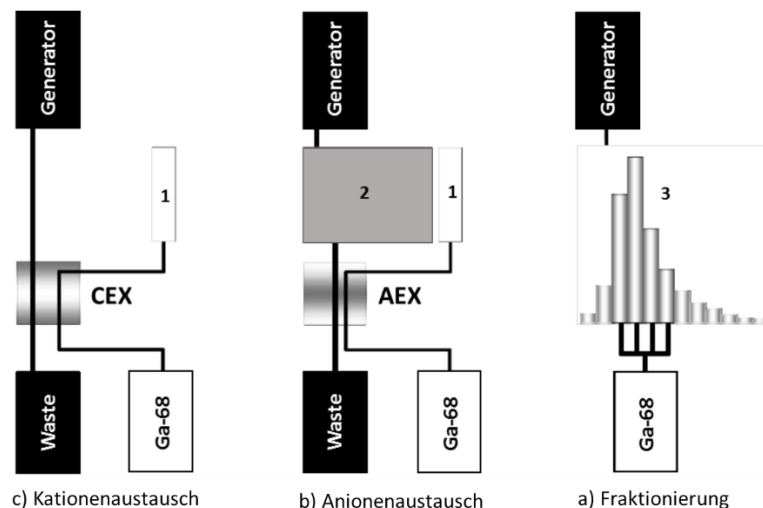 Generator
1
CEX
Waste
Ga-68
c) Kationenaustausch
Generator
2
1
AEX
Waste
Ga-68
b) Anionenaustausch
Generator
3
Ga-68
a) Fraktionierung